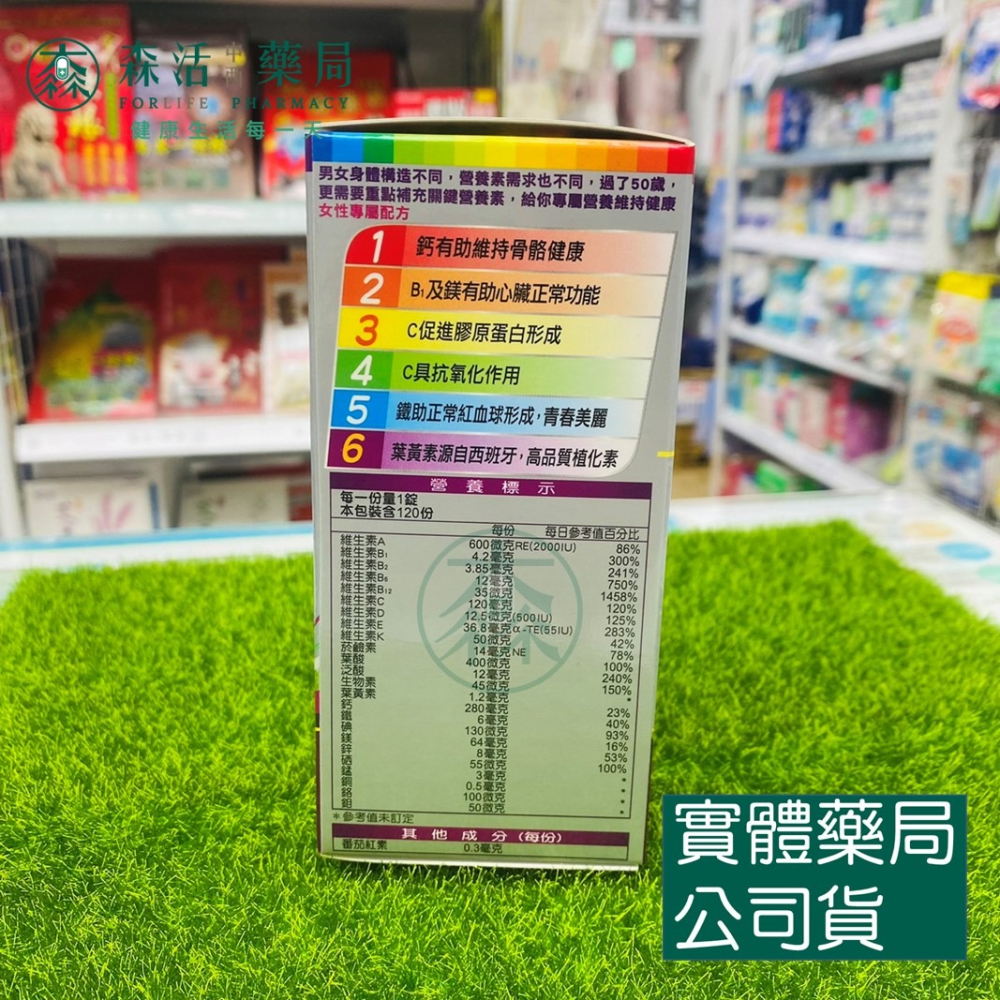 森活中西藥局
FORLIFE PHARMACY
健康生活每一天
男女身體構造不同，營養素需求也不同，過了50歲，
更需要重點補充關鍵營養素，給你專屬營養維持健康
女性專屬配方
1 鈣有助維持骨骼健康
2 B₁及鎂有助心臟正常功能
3 C促進膠原蛋白形成
4 C具抗氧化作用
5 鐵助正常紅血球形成，青春美麗
6 葉黃素源自西班牙，高品質植化素
營養標示
每一份量1錠
本包裝含120份
每份 每日參考值百分比
維生素A 600微克RE(2000IU) 86%
維生素B₁ 4.2毫克 300%
維生素B₂ 3.85毫克 241%
維生素B₆ 12毫克 750%
維生素B₁₂ 35微克 1458%
維生素C 120毫克 120%
維生素D 12.5微克(500IU) 125%
維生素E 36.8毫克α-TE(55IU) 283%
維生素K 50微克 42%
菸鹼素 14毫克NE 78%
葉酸 400微克 100%
泛酸 12毫克 240%
生物素 45微克 150%
葉黃素 1.2毫克 *
鈣 280毫克 23%
鐵 6毫克 40%
碘 130微克 93%
鎂 64毫克 16%
鋅 8毫克 53%
硒 55微克 100%
錳 3毫克 *
銅 0.5毫克 *
鉻 100微克 *
鉬 50微克 *
*參考值未訂定
其他成分(每份)
番茄紅素 0.3毫克
實體藥局
公司貨